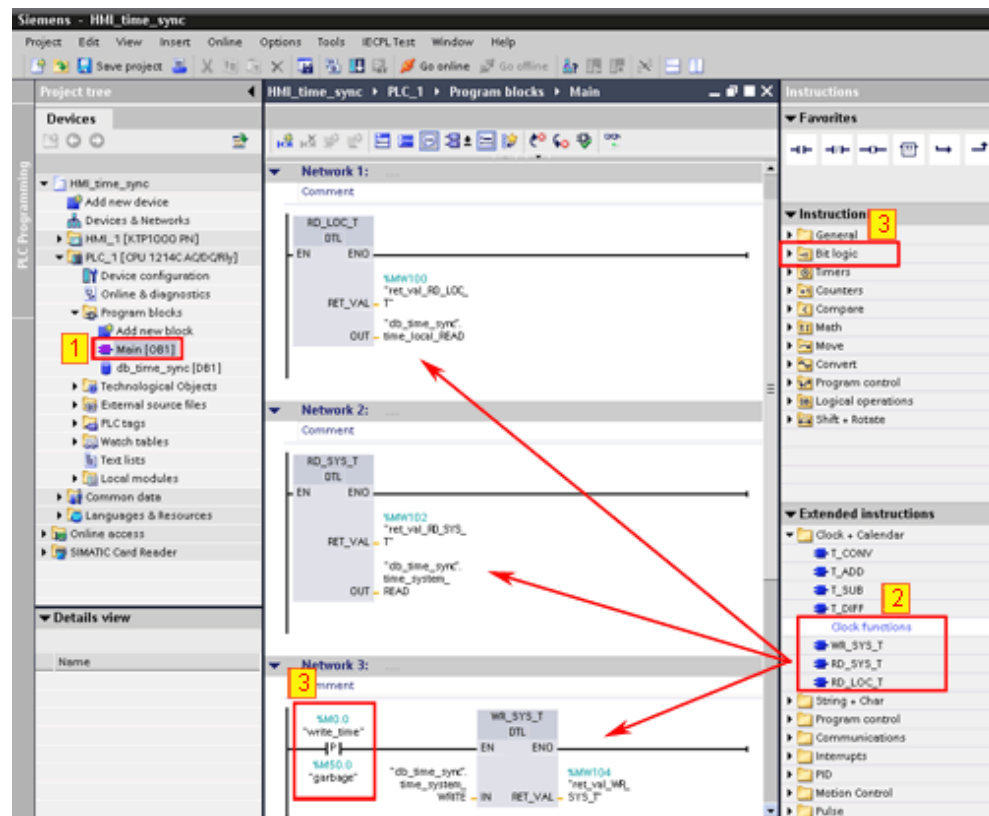 Siemens - HMI_time_sync
Project Edit View Insert Online Options Tools IECPL Test Window Help
Save project Go online Go offline
Project tree
HMI_time_sync ▸ PLC_1 ▸ Program blocks ▸ Main
Instructions
Devices
Favorites
PLC Programming
HMI_time_sync
Add new device
Devices & Networks
HMI_1 [KTP1000 PN]
PLC_1 [CPU 1214C AC/DC/Rly]
Device configuration
Online & diagnostics
Program blocks
Add new block
1
Main [OB1]
db_time_sync [DB1]
Technological Objects
External source files
PLC tags
Watch tables
Text lists
Local modules
Common data
Languages & Resources
Online access
SIMATIC Card Reader
Details view
Name
Network 1: ....
Comment
RD_LOC_T
DTL
EN ENO
%MW100
"ret_val_RD_LOC_
RET_VAL T"
"db_time_sync".
OUT time_local_READ
Network 2: ....
Comment
RD_SYS_T
DTL
EN ENO
%MW102
"ret_val_RD_SYS_
RET_VAL T"
"db_time_sync".
time_system_
OUT READ
Network 3: ....
3
mment
%M0.0
"write_time"
P
%M50.0
"garbage"
WR_SYS_T
DTL
EN ENO
"db_time_sync".
time_system_
WRITE IN
%MW104
"ret_val_WR_
RET_VAL SYS_T"
Instruction
3
General
Bit logic
Timers
Counters
Compare
Math
Move
Convert
Program control
Logical operations
Shift + Rotate
Extended instructions
Clock + Calendar
T_CONV
T_ADD
T_SUB
T_DIFF
2
Clock functions
WR_SYS_T
RD_SYS_T
RD_LOC_T
String + Char
Program control
Communications
Interrupts
PID
Motion Control
Pulse